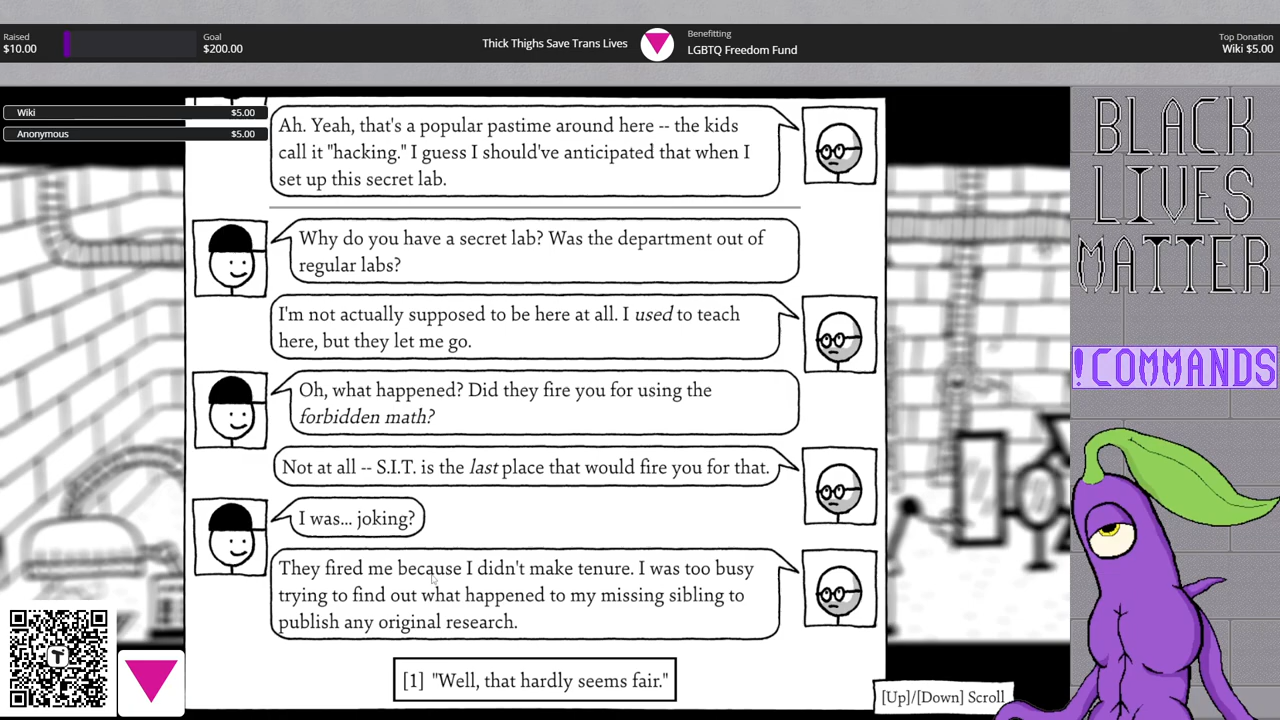 Raised
$10.00
Goal
$200.00
Thick Thighs Save Trans Lives
Benefitting
LGBTQ Freedom Fund
Top Donation
Wiki $5.00
Wiki $5.00
Anonymous $5.00
Ah. Yeah, that's a popular pastime around here -- the kids
call it "hacking." I guess I should've anticipated that when I
set up this secret lab.
Why do you have a secret lab? Was the department out of
regular labs?
I'm not actually supposed to be here at all. I used to teach
here, but they let me go.
Oh, what happened? Did they fire you for using the
forbidden math?
Not at all -- S.I.T. is the last place that would fire you for that.
I was... joking?
They fired me because I didn't make tenure. I was too busy
trying to find out what happened to my missing sibling to
publish any original research.
[1] "Well, that hardly seems fair."
[Up]/[Down] Scroll
BLACK
LIVES
MATTER
!COMMANDS
T